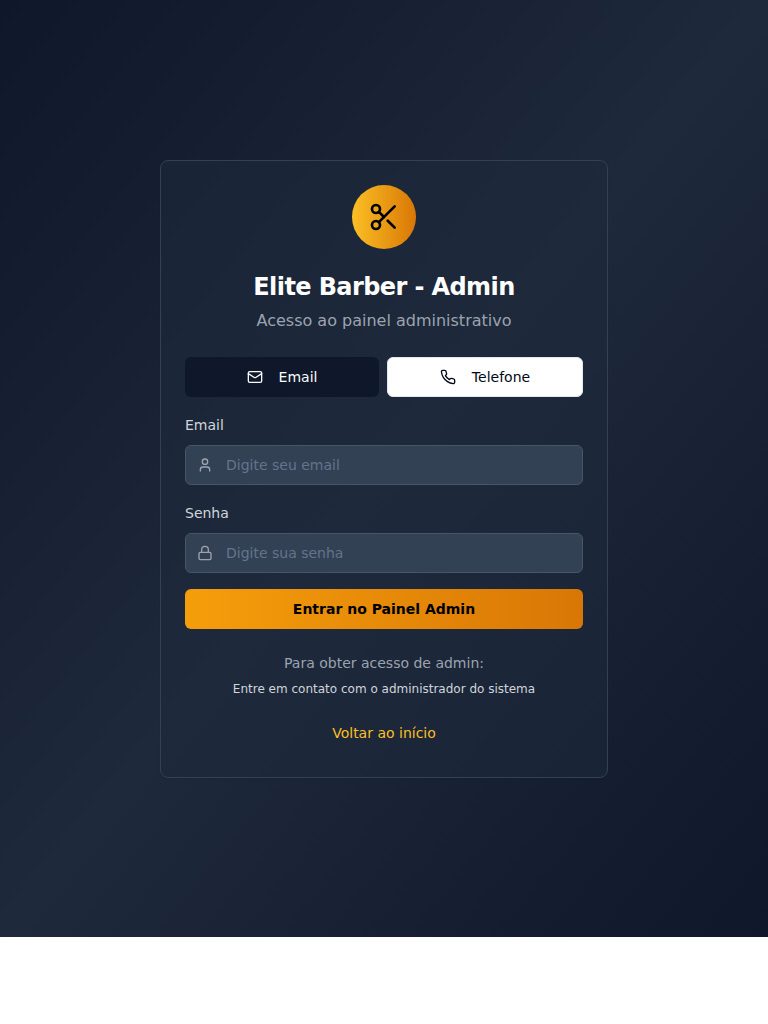 Elite Barber - Admin
Acesso ao painel administrativo
Email
Telefone
Email
Digite seu email
Senha
Digite sua senha
Entrar no Painel Admin
Para obter acesso de admin:
Entre em contato com o administrador do sistema
Voltar ao início